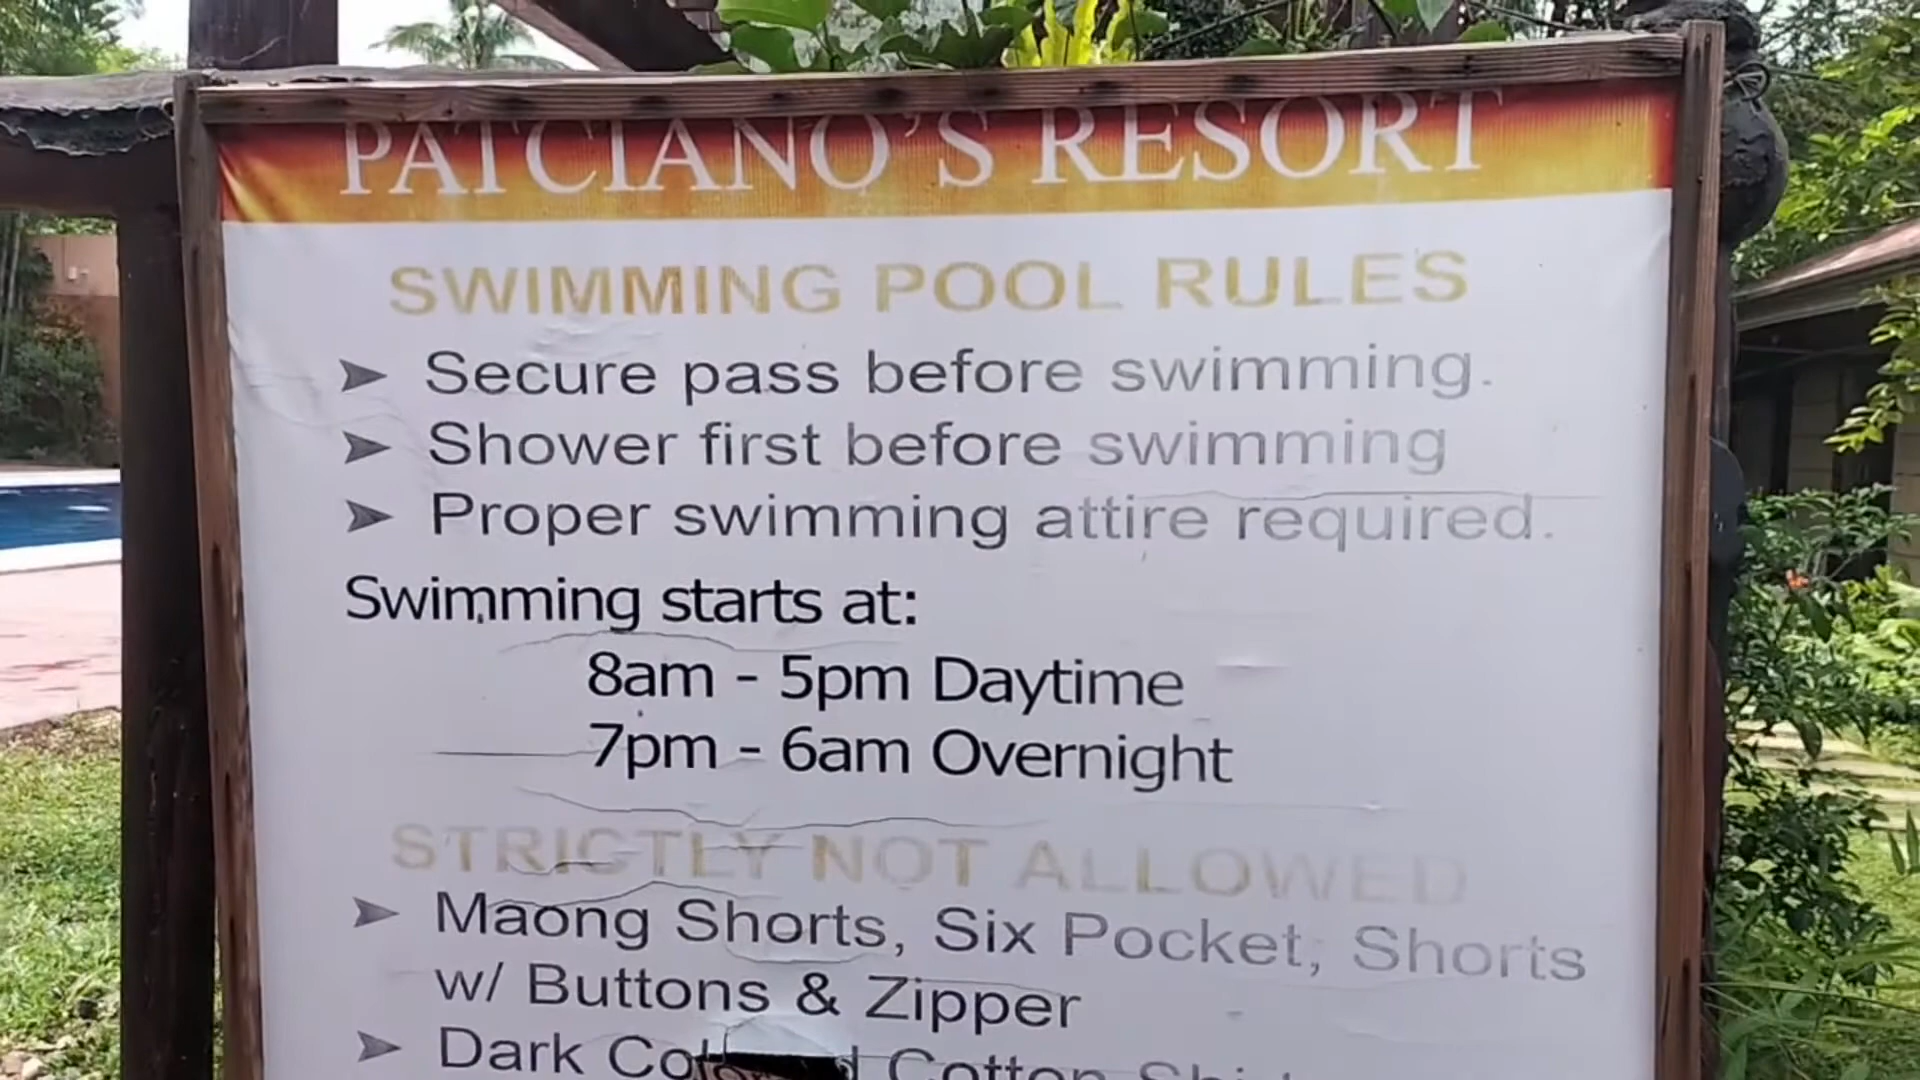 PATCIANO'S RESORT
SWIMMING POOL RULES
➤ Secure pass before swimming.
➤ Shower first before swimming
➤ Proper swimming attire required.
Swimming starts at:
8am - 5pm Daytime
7pm - 6am Overnight
STRICTLY NOT ALLOWED
➤ Maong Shorts, Six Pocket, Shorts
w/ Buttons & Zipper
➤ Dark Cotton